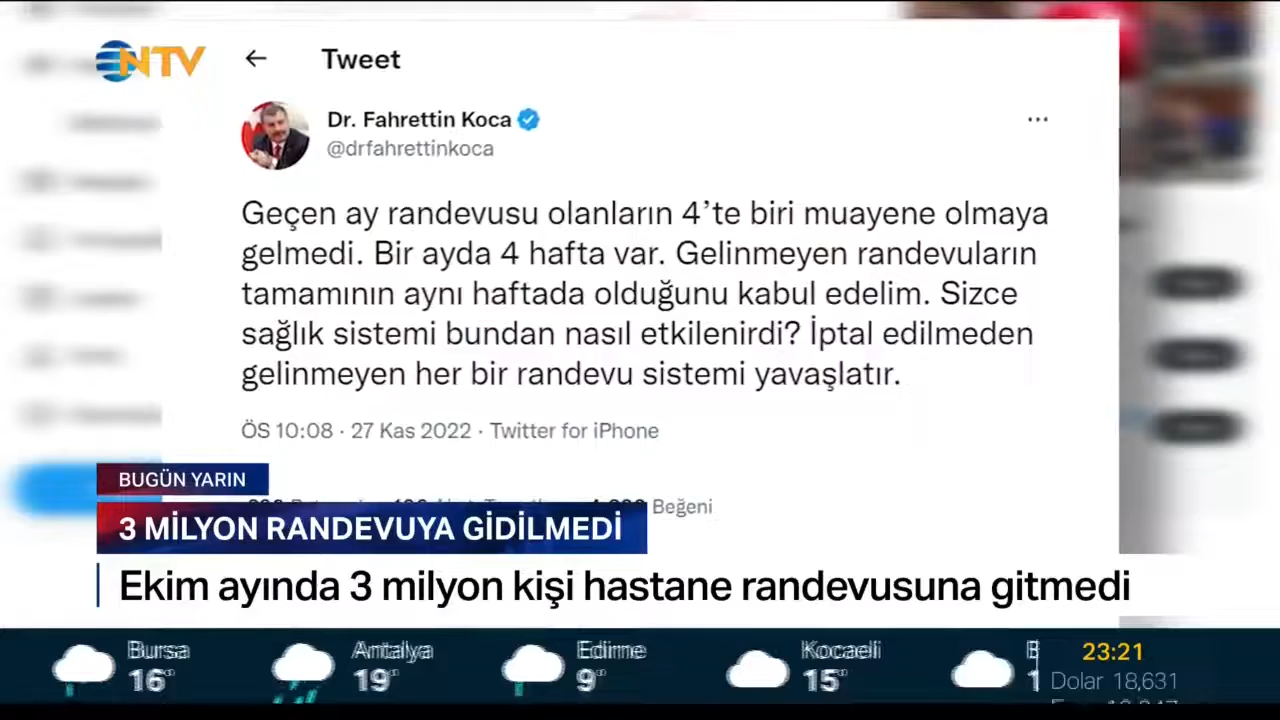 NTV
Tweet
Dr. Fahrettin Koca
@drfahrettinkoca
Geçen ay randevusu olanların 4’te biri muayene olmaya
gelmedi. Bir ayda 4 hafta var. Gelinmeyen randevuların
tamamının aynı haftada olduğunu kabul edelim. Sizce
sağlık sistemi bundan nasıl etkilenirdi? İptal edilmeden
gelinmeyen her bir randevu sistemi yavaşlatır.
ÖS 10:08 · 27 Kas 2022 · Twitter for iPhone
Beğeni
BUGÜN YARIN
3 MİLYON RANDEVUYA GİDİLMEDİ
Ekim ayında 3 milyon kişi hastane randevusuna gitmedi
Bursa 16° Antalya 19° Edirne 9° Kocaeli 15°
23:21
Dolar 18,631